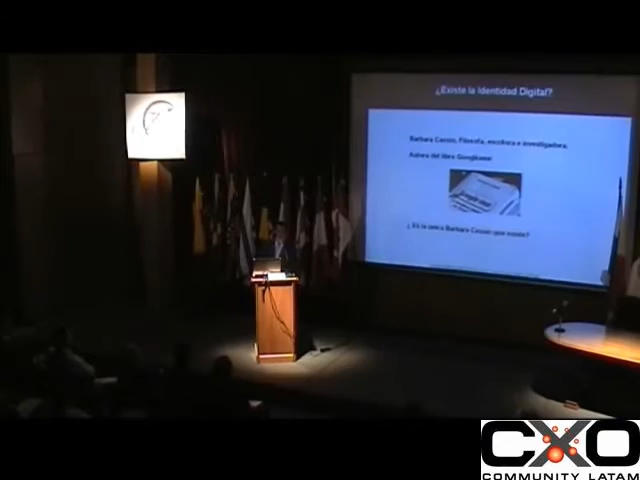 ¿Existe la Identidad Digital?
Barbara Cassin, Filósofa, escritora e investigadora.
Autora del libro Googléame
¿ Es la única Barbara Cassin que existe?
CXO
COMMUNITY LATAM